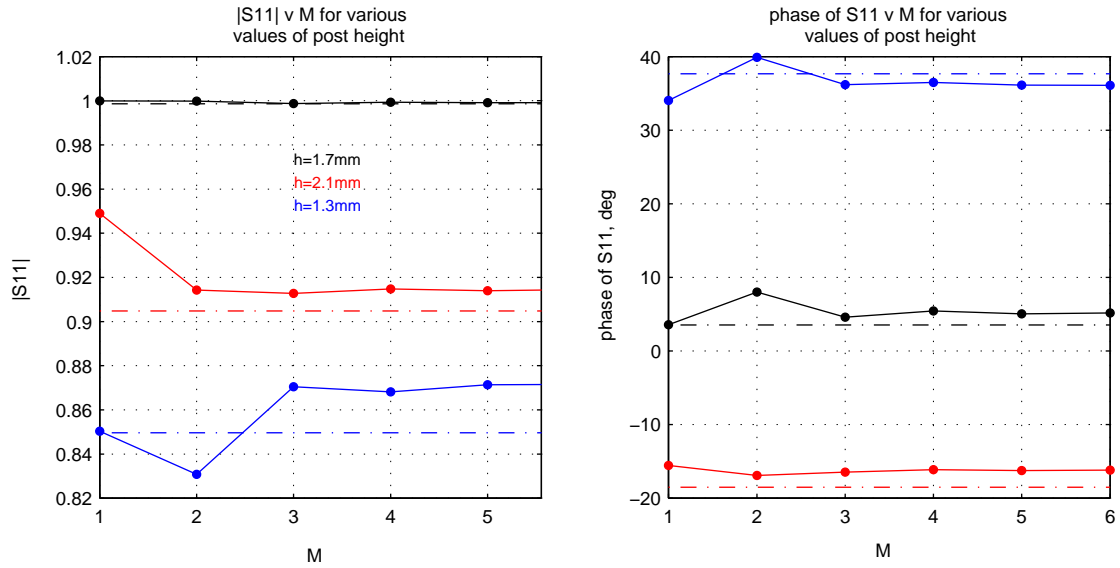 |S11| v M for various
values of post height
1.02
1
0.98
0.96
0.94
0.92
0.9
0.88
0.86
0.84
0.82
|S11|
h=1.7mm
h=2.1mm
h=1.3mm
1 2 3 4 5
M
phase of S11 v M for various
values of post height
40
30
20
10
0
−10
−20
phase of S11, deg
1 2 3 4 5 6
M